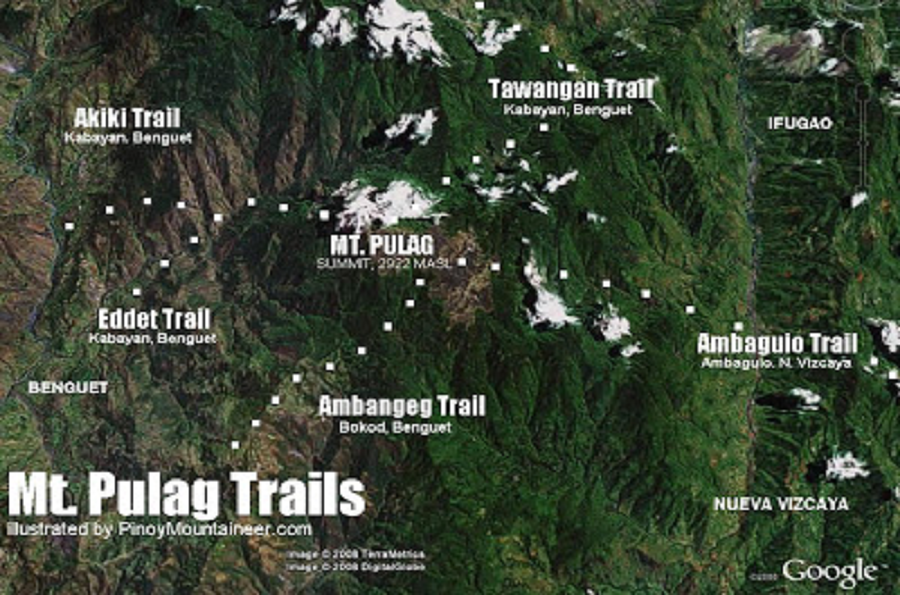 Tawangan Trail
Kabayan, Benguet
Akiki Trail
Kabayan, Benguet
IFUGAO
MT. PULAG
SUMMIT, 2922 MASL
Eddet Trail
Kabayan, Benguet
Ambaguio Trail
Ambaguio, N. Vizcaya
BENGUET
Ambangeg Trail
Bokod, Benguet
Mt. Pulag Trails
illustrated by PinoyMountaineer.com
NUEVA VIZCAYA
Image © 2008 TerraMetrics
Image © 2008 DigitalGlobe
Google™